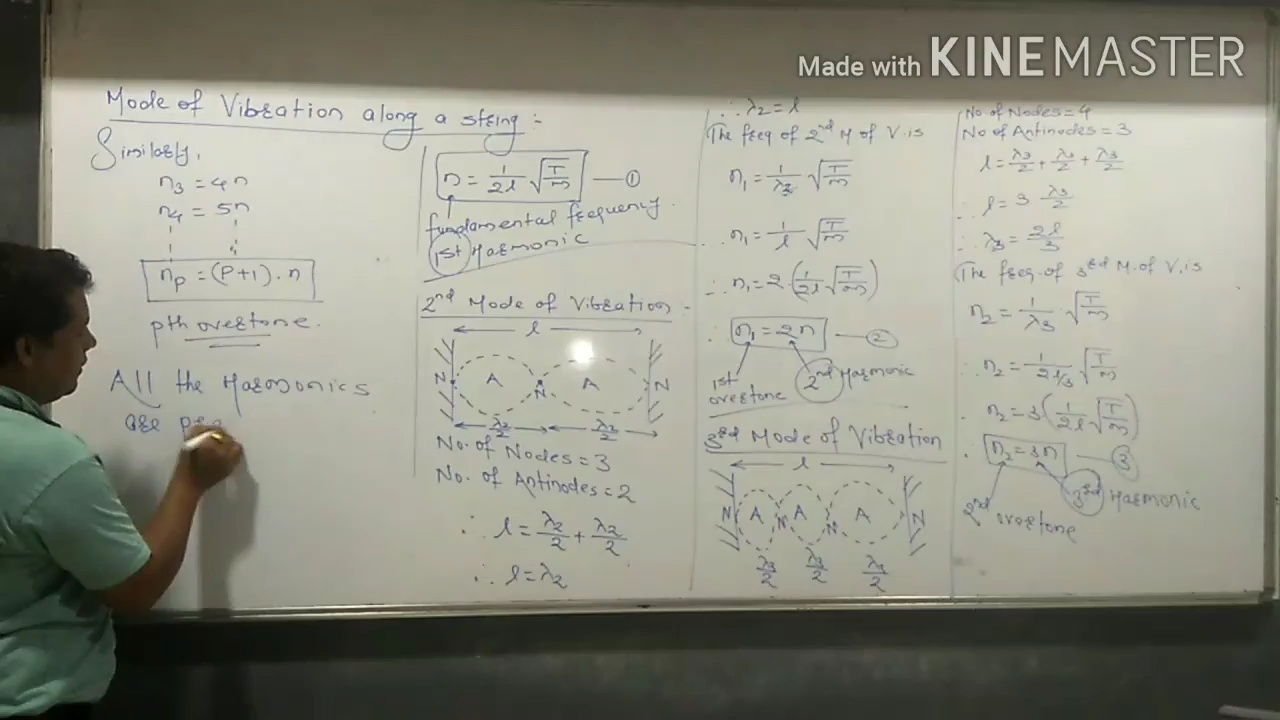 Made with KINEMASTER
Mode of Vibration along a string :-
Similarly,
n₃ = 4n
n₄ = 5n
nₚ = (P+1).n
pth overtone.
All the Harmonics
are pre
n = 1/2l √T/m — ①
fundamental frequency.
1st Harmonic
2nd Mode of Vibration -
l
N A N A N
λ₂/2 λ₂/2
No. of Nodes = 3
No. of Antinodes = 2
∴ l = λ₂/2 + λ₂/2
∴ l = λ₂
∴ λ₂ = l
The freq of 2nd M of V. is
n₁ = 1/λ₂ √T/m
∴ n₁ = 1/l √T/m
∴ n₁ = 2.(1/2l √T/m)
∴ n₁ = 2n — ②
1st overtone
2nd Harmonic
3rd Mode of Vibration
l
N A N A N A N
λ₃/2 λ₃/2 λ₃/2
No of Nodes = 4
No of Antinodes = 3
l = λ₃/2 + λ₃/2 + λ₃/2
∴ l = 3 λ₃/2
∴ λ₃ = 2l/3
The freq. of 3rd M. of V. is
n₂ = 1/λ₃ √T/m
n₂ = 1/2l/3 √T/m
∴ n₂ = 3(1/2l √T/m)
∴ n₂ = 3n — ③
2nd overtone
3rd Harmonic